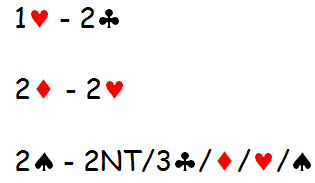 1♥ - 2♣
2♦ - 2♥
2♠ - 2NT/3♣/♦/♥/♠